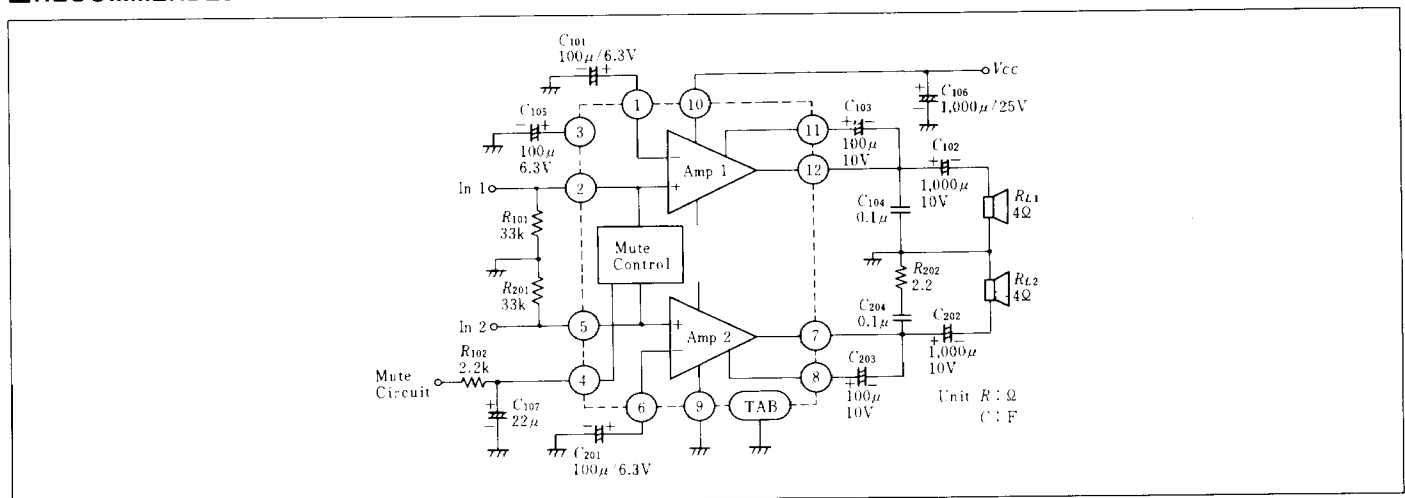 C101
100μ/6.3V
Vcc
C105
100μ
6.3V
C106
1,000μ/25V
C103
100μ
10V
1
10
3
11
12
2
In 1
Amp 1
C102
1,000μ
10V
R101
33k
C104
0.1μ
RL1
4Ω
Mute
Control
R201
33k
R202
2.2
RL2
4Ω
C204
0.1μ
C202
1,000μ
10V
In 2
5
Amp 2
7
R102
2.2k
Mute
Circuit
4
8
C203
100μ
10V
C107
22μ
6
9
TAB
Unit R : Ω
C : F
C201
100μ/6.3V